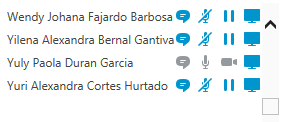 Wendy Johana Fajardo Barbosa
Yilena Alexandra Bernal Gantiva
Yuly Paola Duran Garcia
Yuri Alexandra Cortes Hurtado